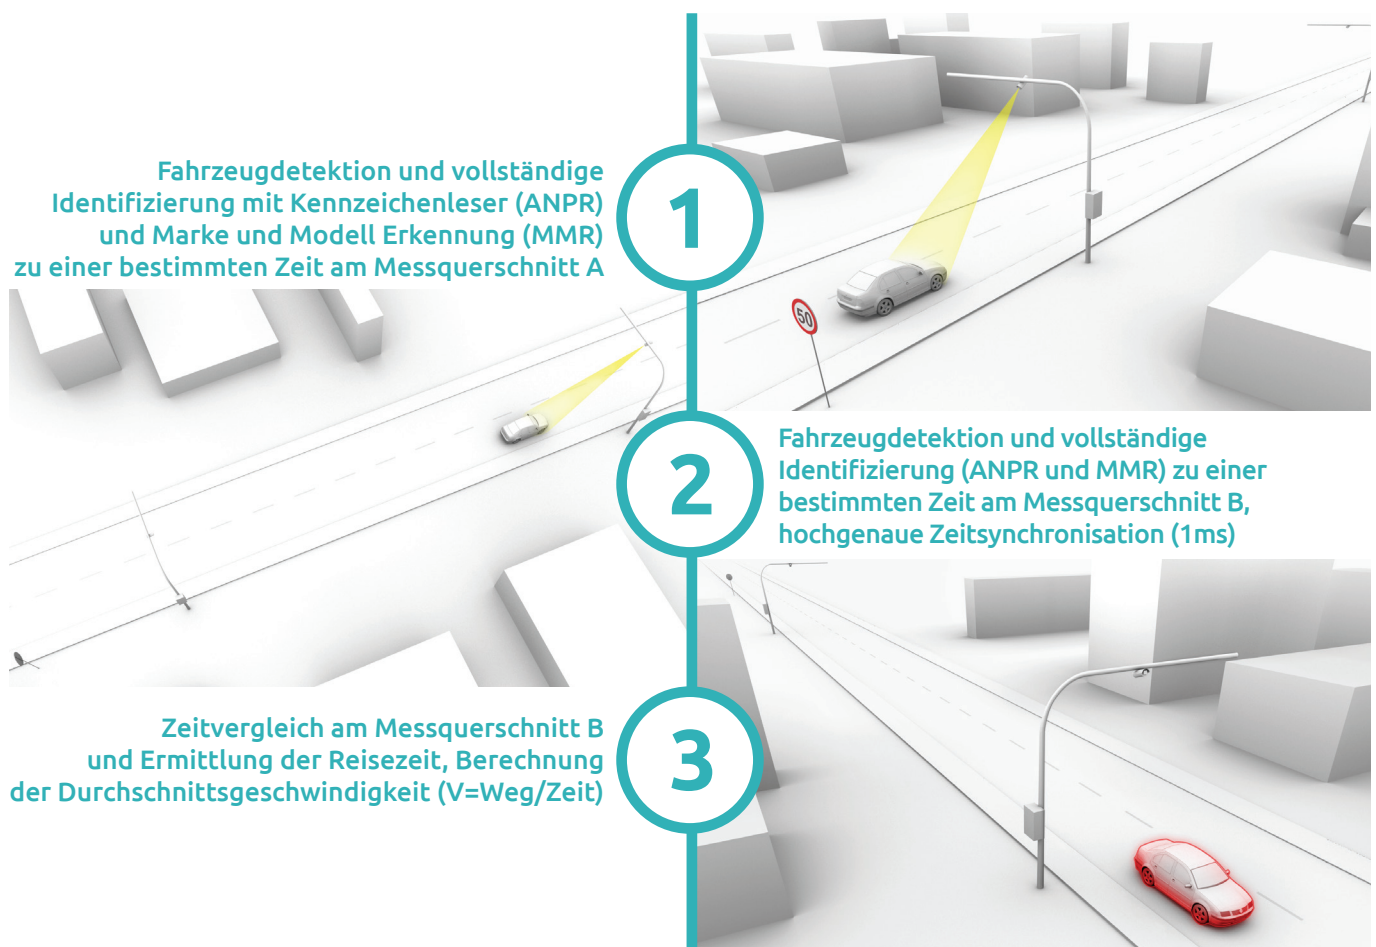 Fahrzeugdetektion und vollständige
Identifizierung mit Kennzeichenleser (ANPR)
und Marke und Modell Erkennung (MMR)
zu einer bestimmten Zeit am Messquerschnitt A
1
50
2
Fahrzeugdetektion und vollständige
Identifizierung (ANPR und MMR) zu einer
bestimmten Zeit am Messquerschnitt B,
hochgenaue Zeitsynchronisation (1ms)
Zeitvergleich am Messquerschnitt B
und Ermittlung der Reisezeit, Berechnung
der Durchschnittsgeschwindigkeit (V=Weg/Zeit)
3